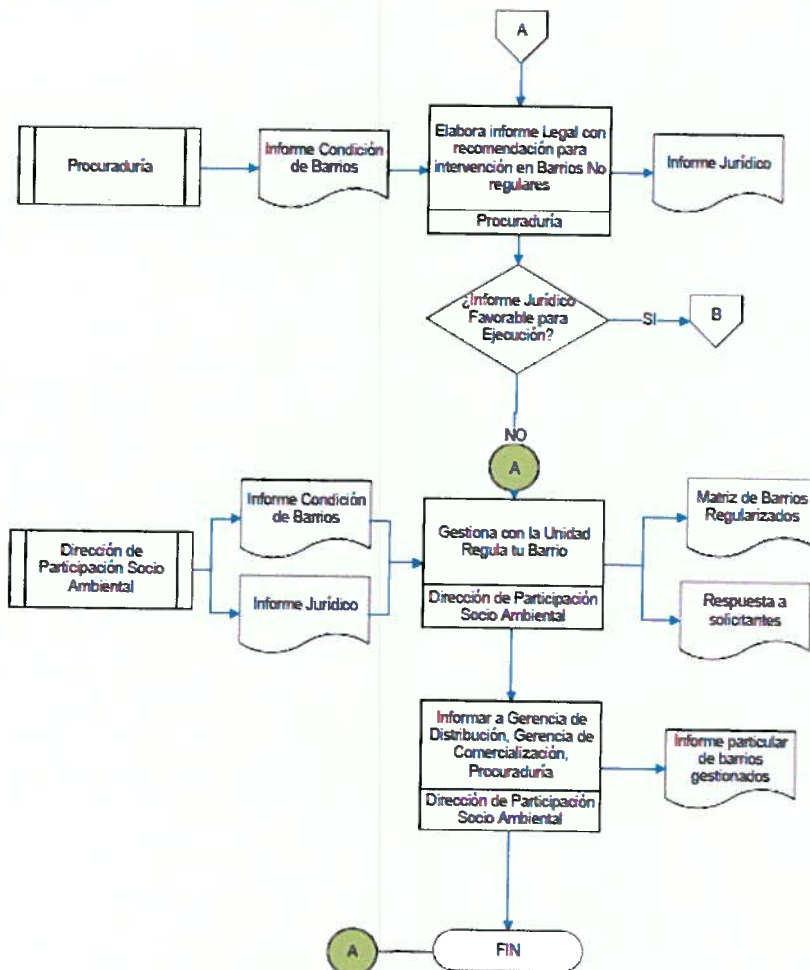 A
Procuraduría
Informe Condición
de Barrios
Elabora informe Legal con
recomendación para
intervención en Barrios No
regulares
Procuraduría
Informe Jurídico
¿Informe Jurídico
Favorable para
Ejecución?
SI
B
NO
A
Dirección de
Participación Socio
Ambiental
Informe Condición
de Barrios
Informe Jurídico
Gestiona con la Unidad
Regula tu Barrio
Dirección de Participación
Socio Ambiental
Matriz de Barrios
Regularizados
Respuesta a
solicitantes
Informar a Gerencia de
Distribución, Gerencia de
Comercialización,
Procuraduría
Dirección de Participación
Socio Ambiental
Informe particular
de barrios
gestionados
A
FIN